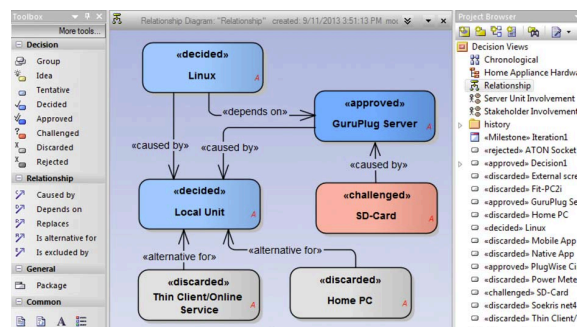 Toolbox
More tools...
Decision
Group
Idea
Tentative
Decided
Approved
Challenged
Discarded
Rejected
Relationship
Caused by
Depends on
Replaces
Is alternative for
Is excluded by
General
Package
Common
A
Relationship Diagram: "Relationship" created: 9/11/2013 3:51:13 PM mo
«decided»
Linux
A
«depends on»
«approved»
GuruPlug Server
A
«caused by»
«caused by»
«caused by»
«decided»
Local Unit
A
«challenged»
SD-Card
A
«alternative for»
«alternative for»
«discarded»
Thin Client/Online
Service
A
«discarded»
Home PC
A
Project Browser
Decision Views
Chronological
Home Appliance Hardwa
Relationship
Server Unit Involvement
Stakeholder Involvement
history
«Milestone» Iteration1
«rejected» ATON Socket
«approved» Decision1
«discarded» External scre
«discarded» Fit-PC2i
«approved» GuruPlug Se
«discarded» Home PC
«decided» Linux
«discarded» Mobile App
«discarded» Native App
«approved» PlugWise Ci
«discarded» Power Mete
«challenged» SD-Card
«discarded» Soekris net4
«discarded» Thin Client/